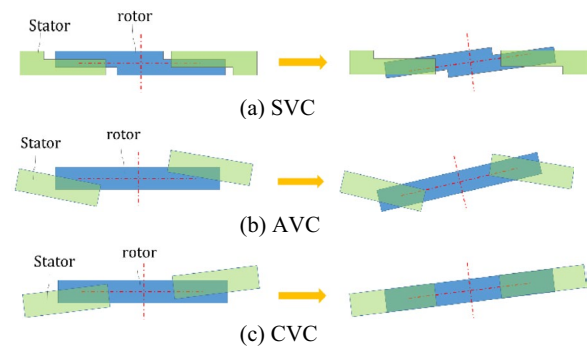 Stator
rotor
(a) SVC
Stator
rotor
(b) AVC
Stator
rotor
(c) CVC